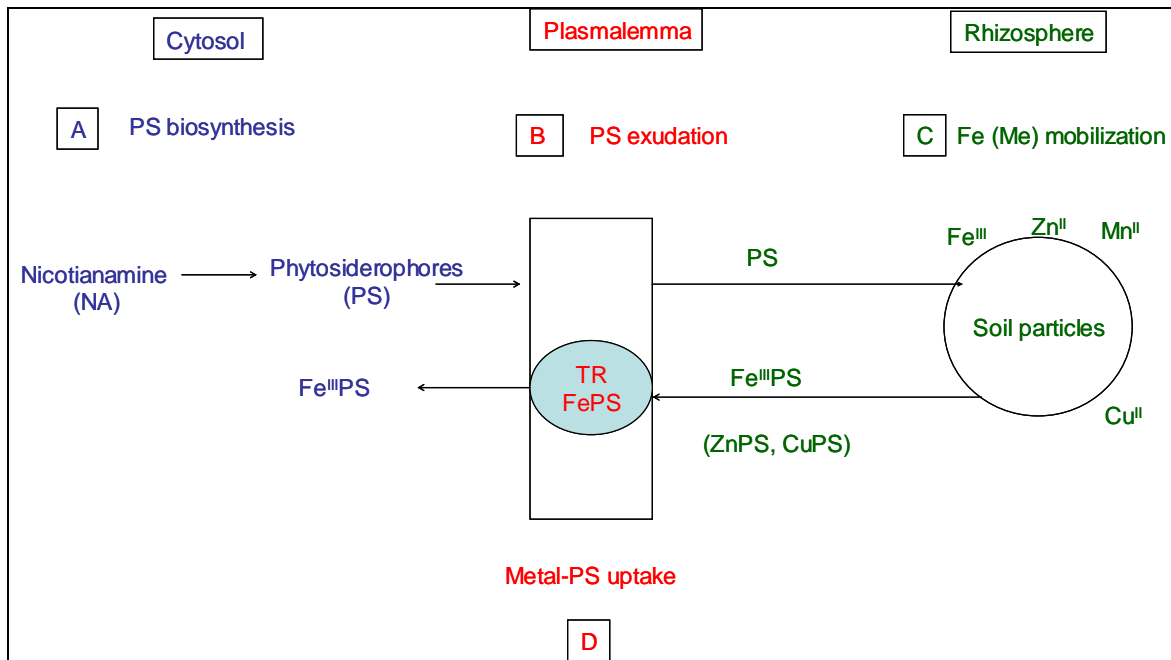 Cytosol
Plasmalemma
Rhizosphere
A PS biosynthesis
B PS exudation
C Fe (Me) mobilization
Fe^III
Zn^II
Mn^II
Nicotianamine
(NA)
Phytosiderophores
(PS)
PS
Soil particles
Fe^IIIPS
TR
FePS
Fe^IIIPS
Cu^II
(ZnPS, CuPS)
Metal-PS uptake
D